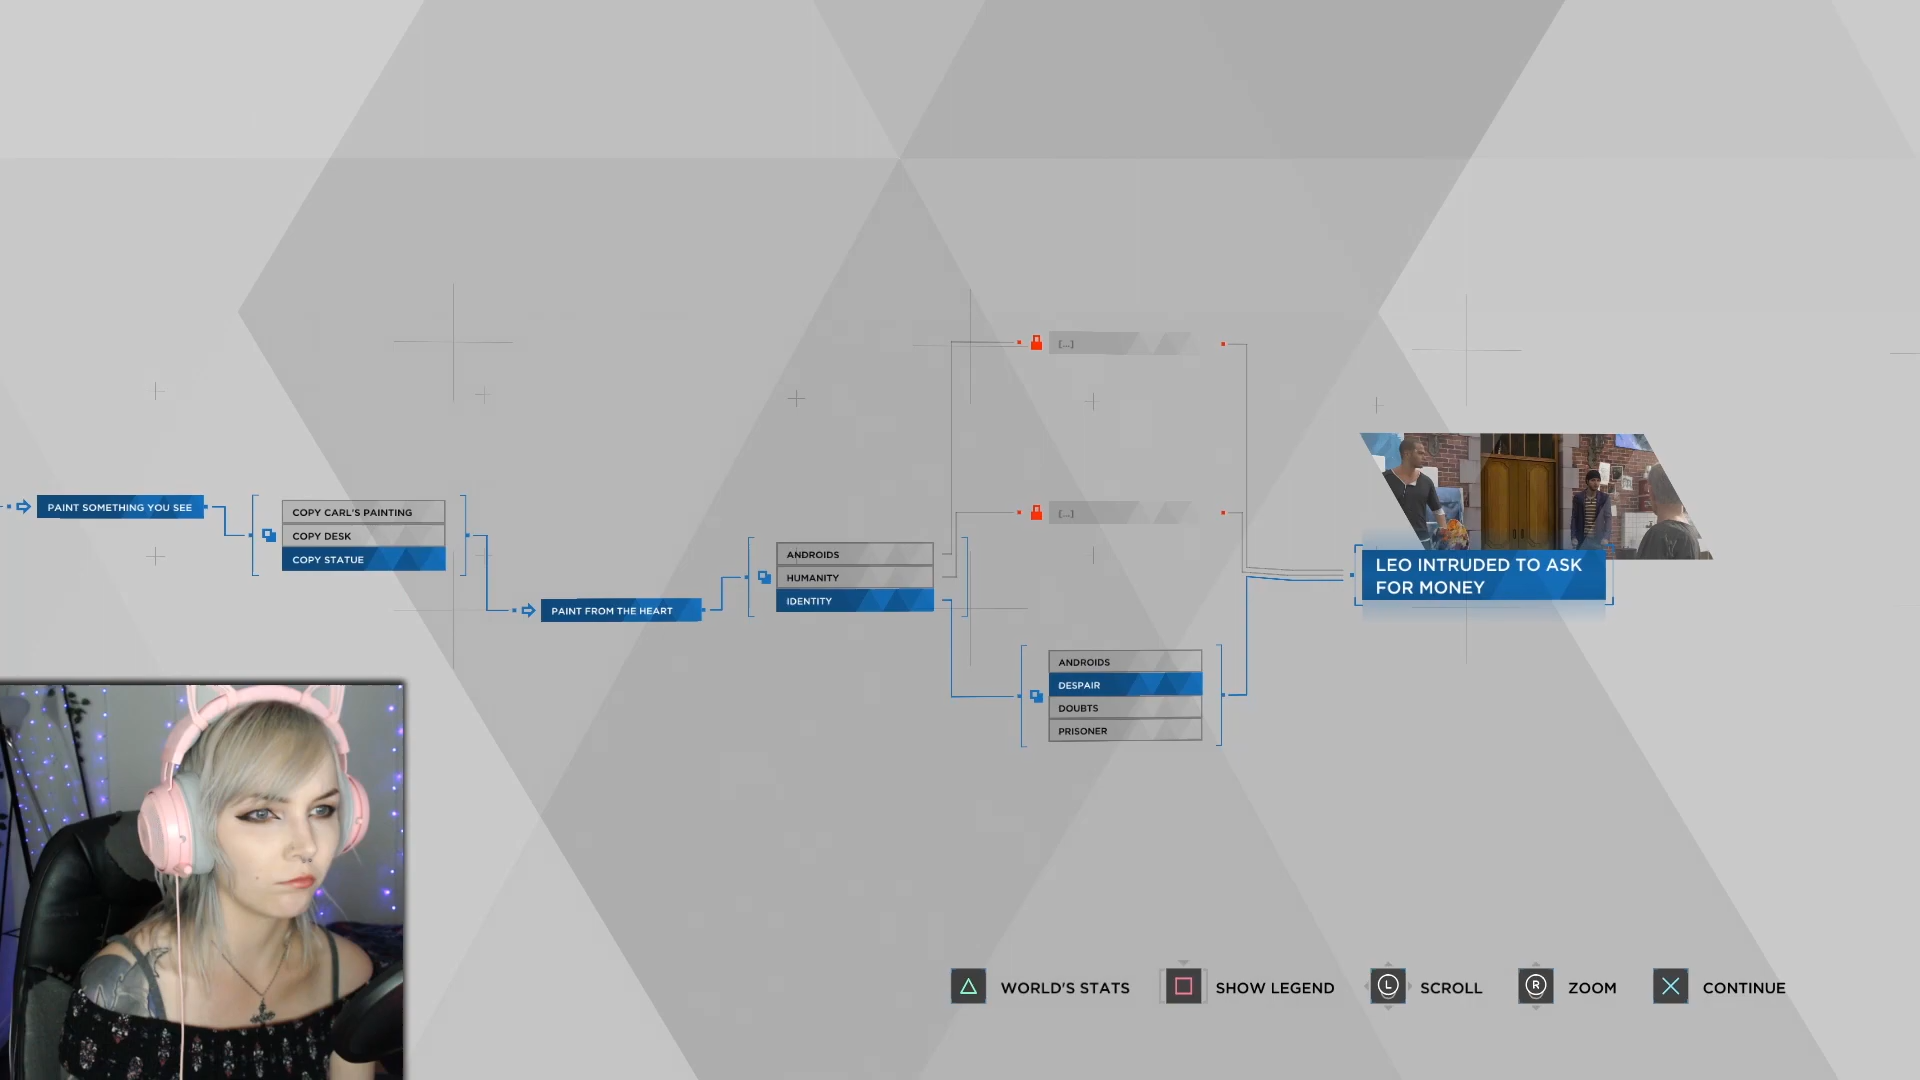 PAINT SOMETHING YOU SEE
COPY CARL'S PAINTING
COPY DESK
COPY STATUE
PAINT FROM THE HEART
ANDROIDS
HUMANITY
IDENTITY
[...]
[...]
ANDROIDS
DESPAIR
DOUBTS
PRISONER
LEO INTRUDED TO ASK
FOR MONEY
WORLD'S STATS
SHOW LEGEND
L
SCROLL
R
ZOOM
CONTINUE